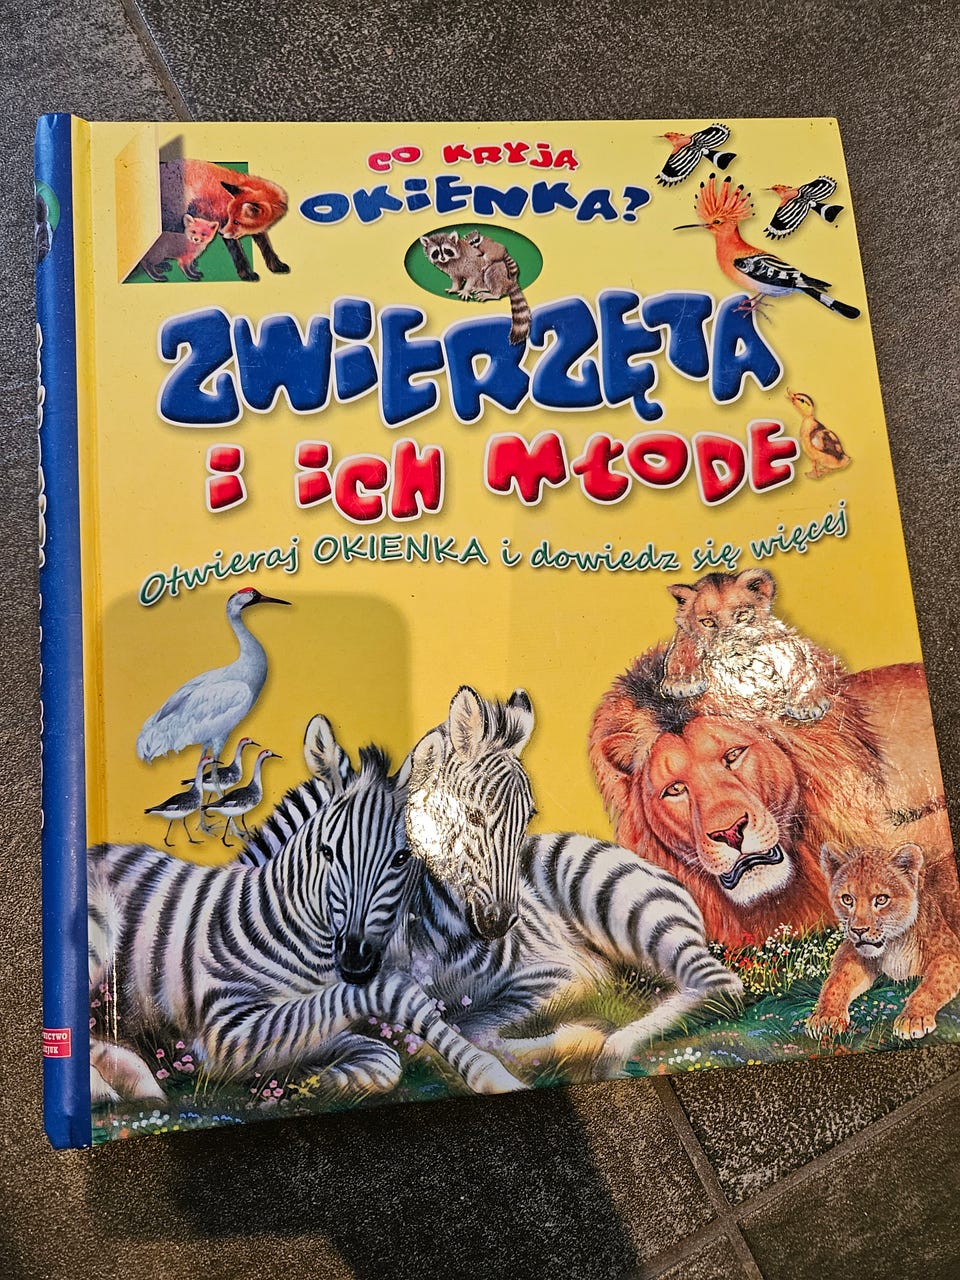 CO KRYJĄ
OKIENKA?
ZWIERZĘTA
i iCH MŁODE
Otwieraj OKIENKA i dowiedz się więcej